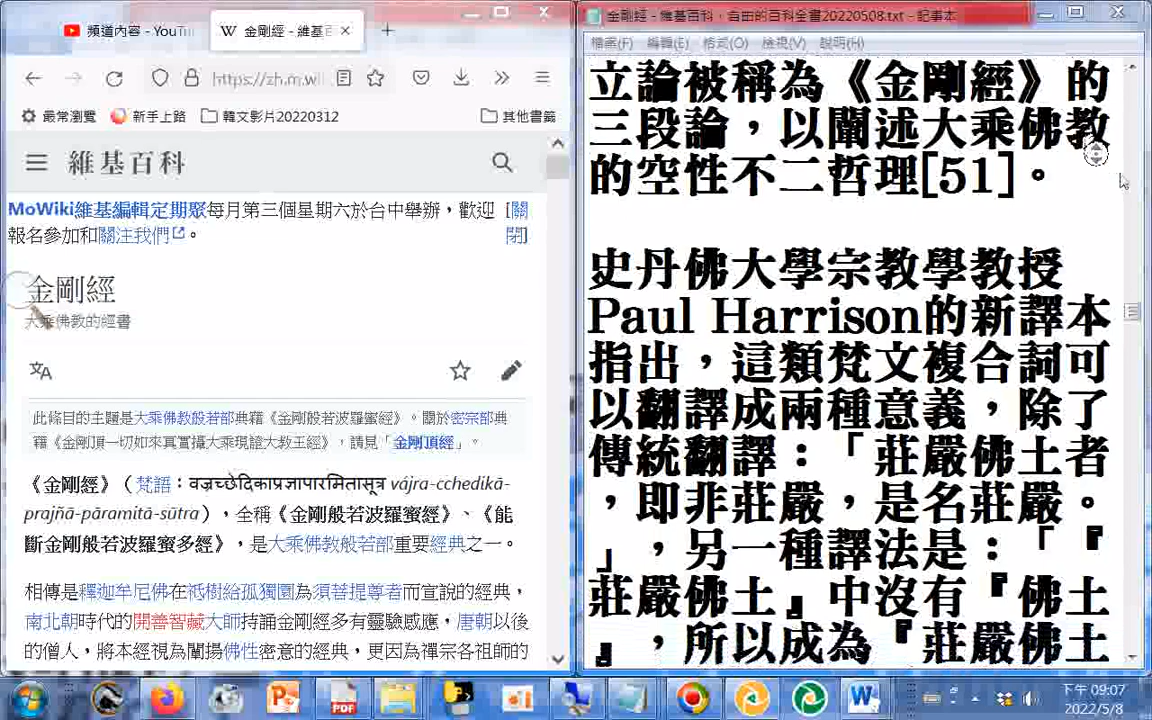 頻道內容 - YouTu
金剛經 - 維基百
https://zh.m.wi
最常瀏覽
新手上路
韓文影片20220312
其他書籤
維基百科
MoWiki維基編輯定期聚每月第三個星期六於台中舉辦，歡迎
報名參加和關注我們。
[關
閉]
金剛經
大乘佛教的經書
此條目的主題是大乘佛教般若部典籍《金剛般若波羅蜜經》。關於密宗部典
籍《金剛頂一切如來真實攝大乘現證大教王經》，請見「金剛頂經」。
《金剛經》（梵語：वज्रच्छेदिकाप्रज्ञापारमितासूत्र vájra-cchedikā-
prajñā-pāramitā-sūtra），全稱《金剛般若波羅蜜經》、《能
斷金剛般若波羅蜜多經》，是大乘佛教般若部重要經典之一。
相傳是釋迦牟尼佛在祇樹給孤獨園為須菩提尊者而宣說的經典，
南北朝時代的開善智藏大師持誦金剛經多有靈驗感應，唐朝以後
的僧人，將本經視為闡揚佛性密意的經典，更因為禪宗各祖師的
金剛經 - 維基百科，自由的百科全書20220508.txt - 記事本
檔案(F) 編輯(E) 格式(O) 檢視(V) 說明(H)
立論被稱為《金剛經》的
三段論，以闡述大乘佛教
的空性不二哲理[51]。
史丹佛大學宗教學教授
Paul Harrison的新譯本
指出，這類梵文複合詞可
以翻譯成兩種意義，除了
傳統翻譯：「莊嚴佛土者
，即非莊嚴，是名莊嚴。
」，另一種譯法是：「『
莊嚴佛土』中沒有『佛土
』，所以成為『莊嚴佛土
下午 09:07
2022/5/8